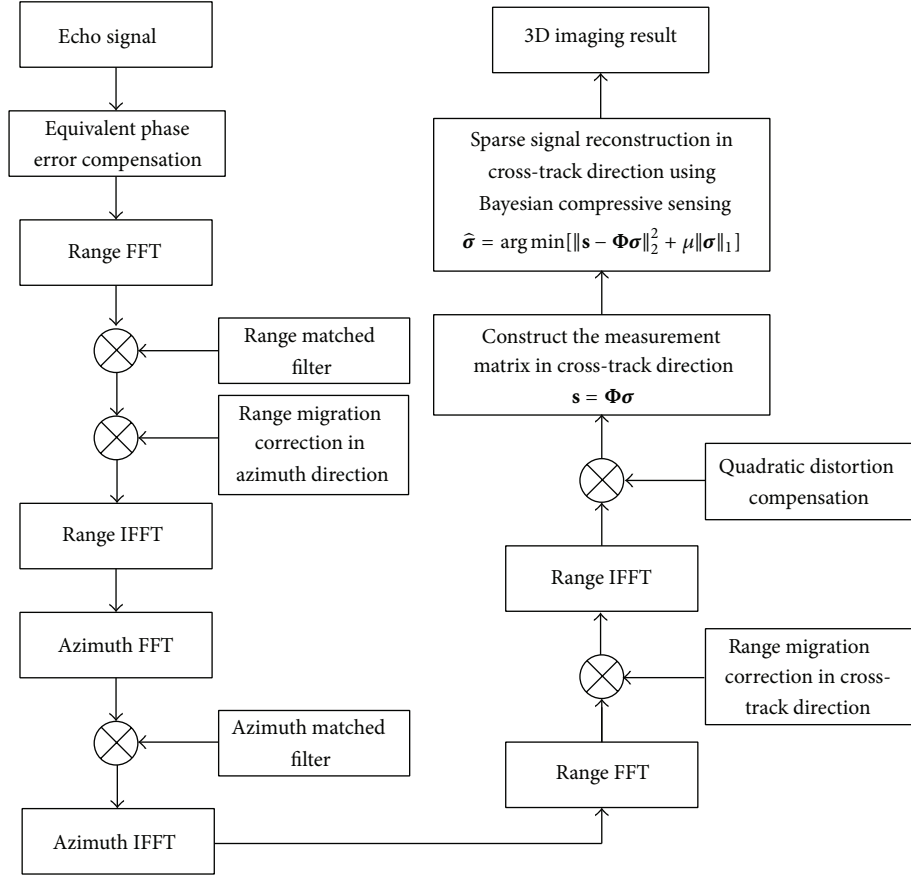 Echo signal
Equivalent phase
error compensation
Range FFT
Range matched
filter
Range migration
correction in
azimuth direction
Range IFFT
Azimuth FFT
Azimuth matched
filter
Azimuth IFFT
Range FFT
Range migration
correction in cross-
track direction
Range IFFT
Quadratic distortion
compensation
Construct the measurement
matrix in cross-track direction
s = Φσ
Sparse signal reconstruction in
cross-track direction using
Bayesian compressive sensing
σ̂ = arg min[‖s − Φσ‖₂² + μ‖σ‖₁]
3D imaging result